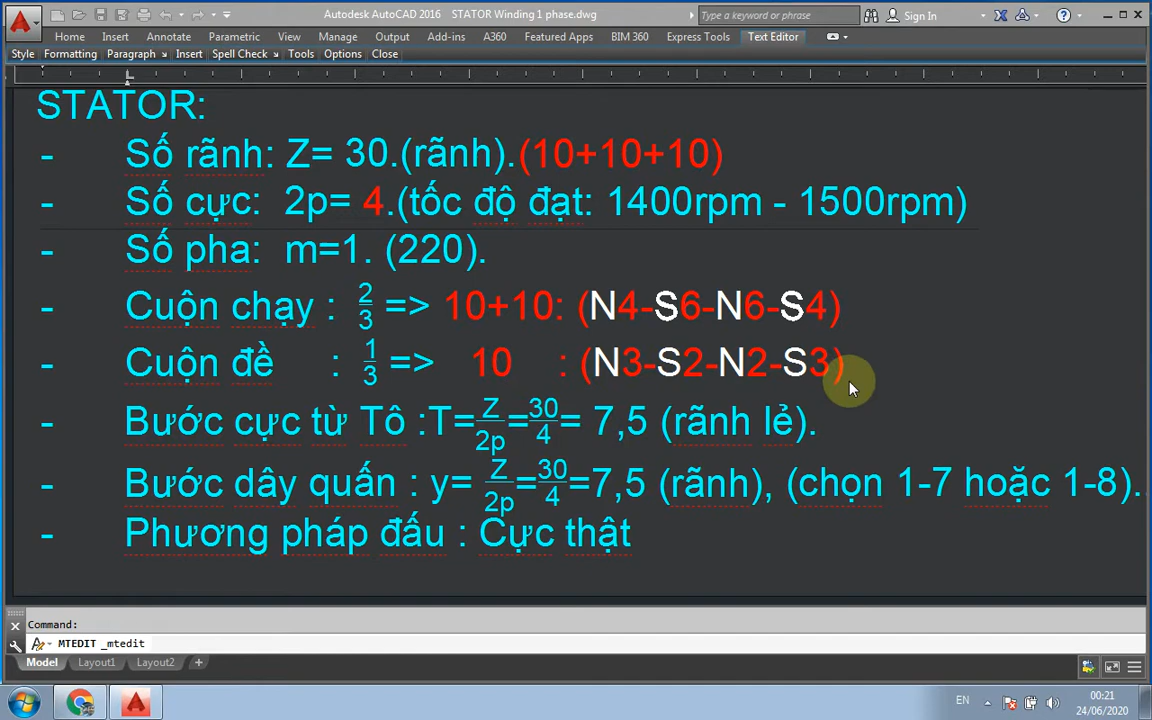 Autodesk AutoCAD 2016 STATOR Winding 1 phase.dwg
Type a keyword or phrase
Sign In
Home Insert Annotate Parametric View Manage Output Add-ins A360 Featured Apps BIM 360 Express Tools Text Editor
Style Formatting Paragraph Insert Spell Check Tools Options Close
STATOR:
- Số rãnh: Z= 30.(rãnh).(10+10+10)
- Số cực: 2p= 4.(tốc độ đạt: 1400rpm - 1500rpm)
- Số pha: m=1. (220).
- Cuộn chạy : 2/3 => 10+10: (N4-S6-N6-S4)
- Cuộn đề : 1/3 => 10 : (N3-S2-N2-S3)
- Bước cực từ Tô :T=Z/2p=30/4= 7,5 (rãnh lẻ).
- Bước dây quấn : y= Z/2p=30/4=7,5 (rãnh), (chọn 1-7 hoặc 1-8)..
- Phương pháp đấu : Cực thật
Command:
MTEDIT _mtedit
Model Layout1 Layout2 +
EN
00:21
24/06/2020